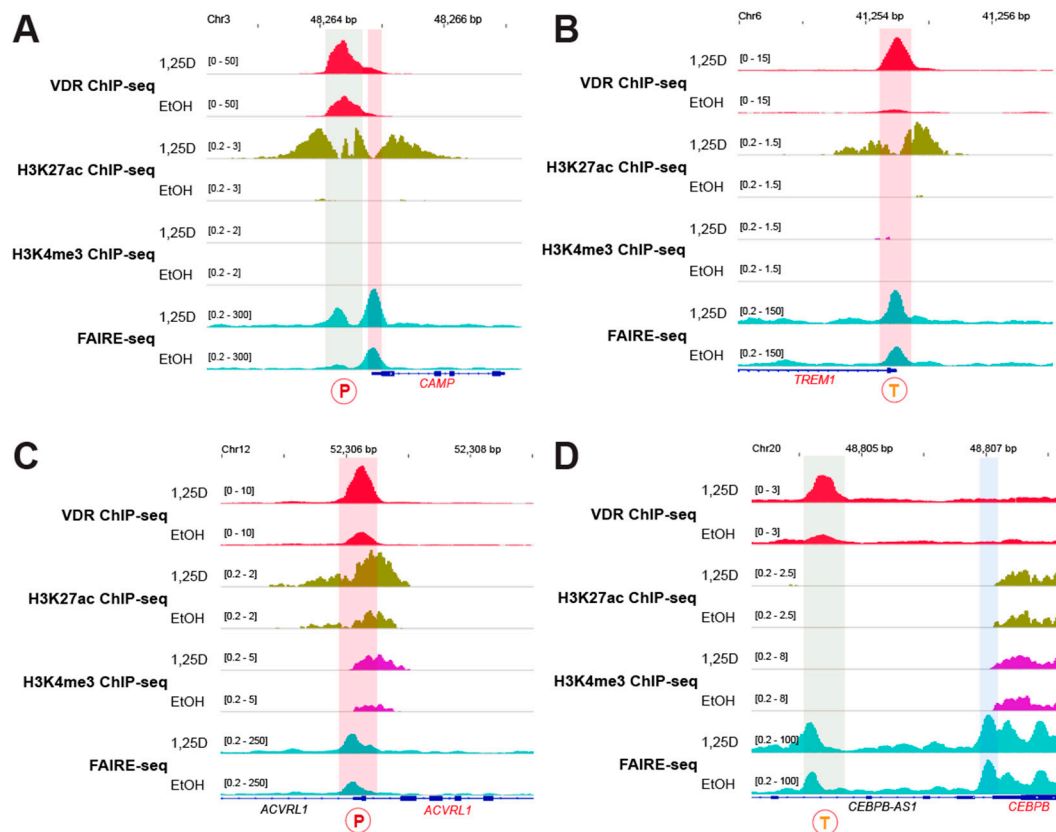 A
Chr3
48,264 bp
48,266 bp
1,25D
[0 - 50]
VDR ChIP-seq
EtOH
[0 - 50]
1,25D
[0.2 - 3]
H3K27ac ChIP-seq
EtOH
[0.2 - 3]
1,25D
[0.2 - 2]
H3K4me3 ChIP-seq
EtOH
[0.2 - 2]
1,25D
[0.2 - 300]
FAIRE-seq
EtOH
[0.2 - 300]
CAMP
P
B
Chr6
41,254 bp
41,256 bp
1,25D
[0 - 15]
VDR ChIP-seq
EtOH
[0 - 15]
1,25D
[0.2 - 1.5]
H3K27ac ChIP-seq
EtOH
[0.2 - 1.5]
1,25D
[0.2 - 1.5]
H3K4me3 ChIP-seq
EtOH
[0.2 - 1.5]
1,25D
[0.2 - 150]
FAIRE-seq
EtOH
[0.2 - 150]
TREM1
T
C
Chr12
52,306 bp
52,308 bp
1,25D
[0 - 10]
VDR ChIP-seq
EtOH
[0 - 10]
1,25D
[0.2 - 2]
H3K27ac ChIP-seq
EtOH
[0.2 - 2]
1,25D
[0.2 - 5]
H3K4me3 ChIP-seq
EtOH
[0.2 - 5]
1,25D
[0.2 - 250]
FAIRE-seq
EtOH
[0.2 - 250]
ACVRL1 ACVRL1
P
D
Chr20
48,805 bp
48,807 bp
1,25D
[0 - 3]
VDR ChIP-seq
EtOH
[0 - 3]
1,25D
[0.2 - 2.5]
H3K27ac ChIP-seq
EtOH
[0.2 - 2.5]
1,25D
[0.2 - 8]
H3K4me3 ChIP-seq
EtOH
[0.2 - 8]
1,25D
[0.2 - 100]
FAIRE-seq
EtOH
[0.2 - 100]
CEBPB-AS1 CEBPB
T